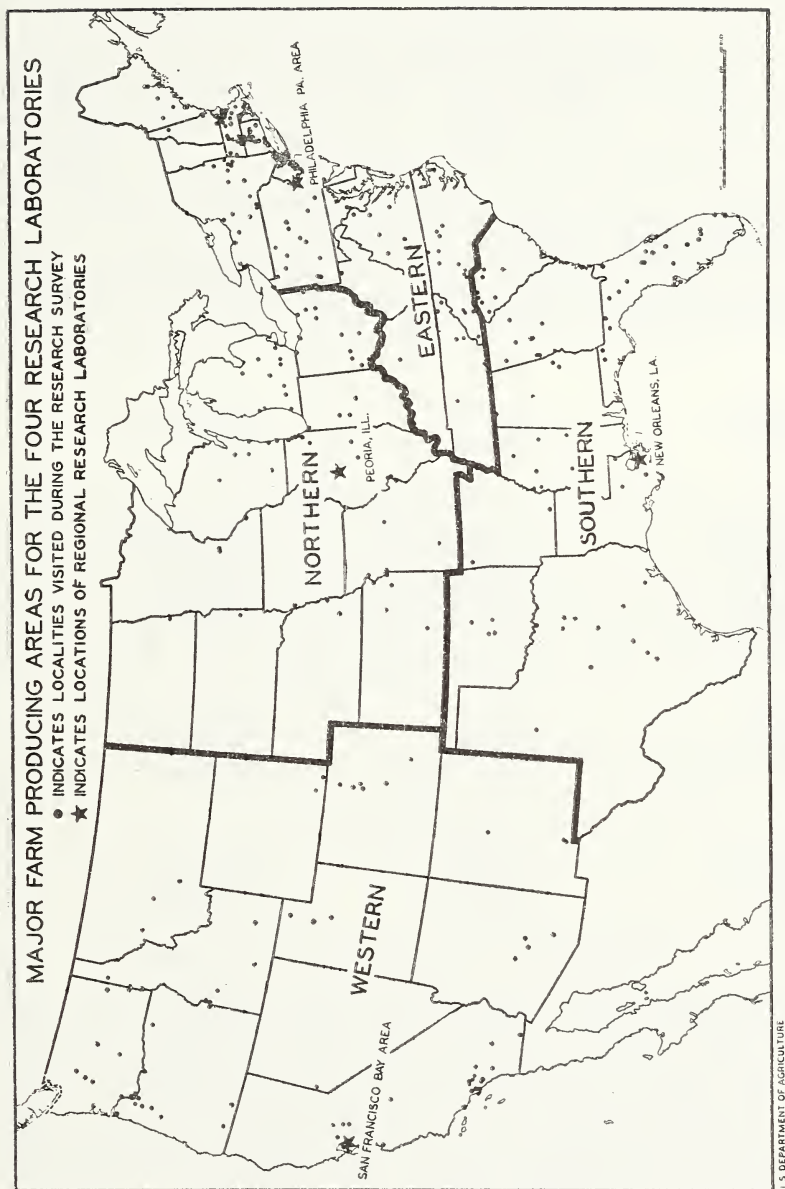 MAJOR FARM PRODUCING AREAS FOR THE FOUR RESEARCH LABORATORIES
● INDICATES LOCALITIES VISITED DURING THE RESEARCH SURVEY
★ INDICATES LOCATIONS OF REGIONAL RESEARCH LABORATORIES
WESTERN
NORTHERN
EASTERN
SOUTHERN
SAN FRANCISCO BAY AREA
PEORIA, ILL.
PHILADELPHIA PA. AREA
NEW ORLEANS, LA.
U.S. DEPARTMENT OF AGRICULTURE